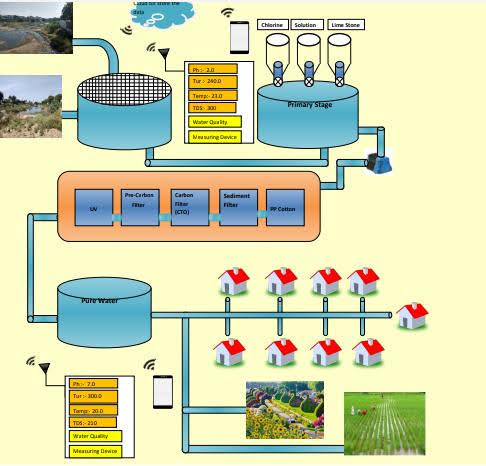 Cloud for store the
data
Chlorine
Solution
Lime Stone
Ph :- 2.0
Tur :- 240.0
Temp:- 23.0
TDS:- 300
Water Quality
Measuring Device
Primary Stage
UV
Pre-Carbon
Filter
Carbon
Filter
(CTO)
Sediment
Filter
PP Cotton
Pure Water
Ph :- 7.0
Tur :- 300.0
Temp:- 20.0
TDS:- 210
Water Quality
Measuring Device